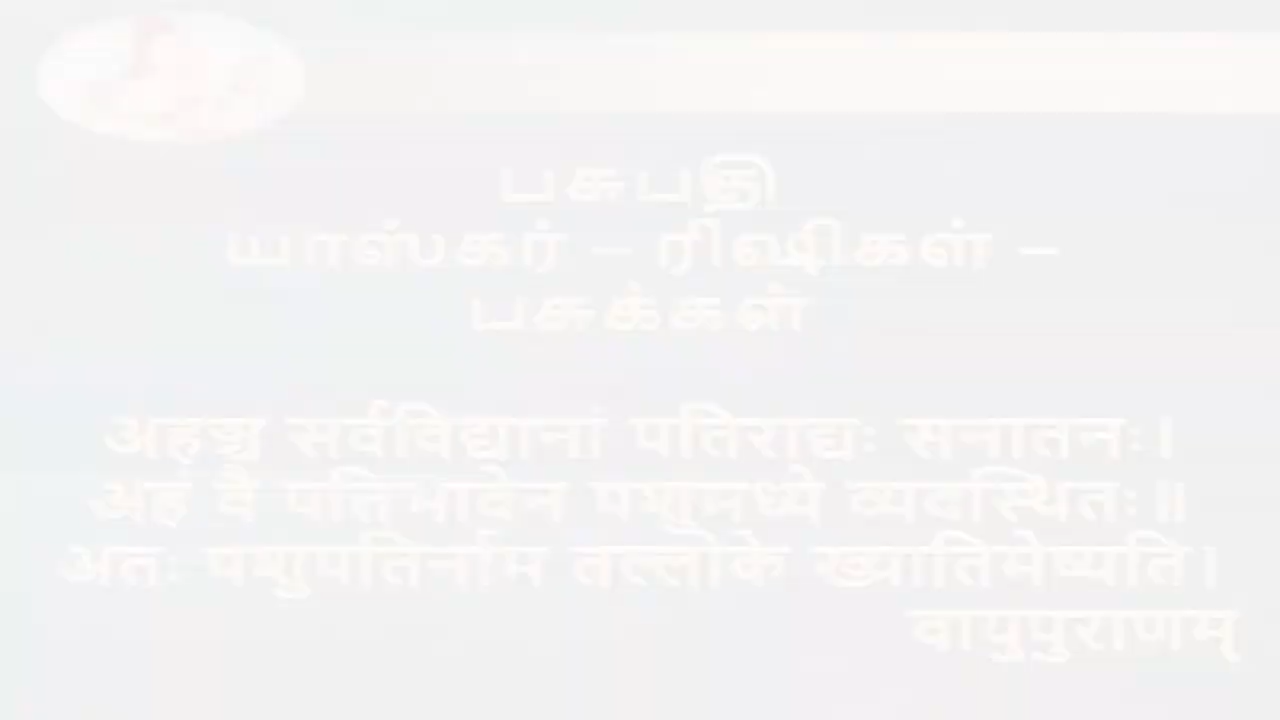 பசுபதி
யாஸ்கர் – ரிஷிகள் –
பசுக்கள்
अहञ्च सर्वविद्यानां पतिराद्यः सनातनः।
अहं वै पतिभावेन पशुमध्ये व्यवस्थितः॥
अतः पशुपतिर्नाम तल्लोके ख्यातिमेष्यति।
वायुपुराणम्